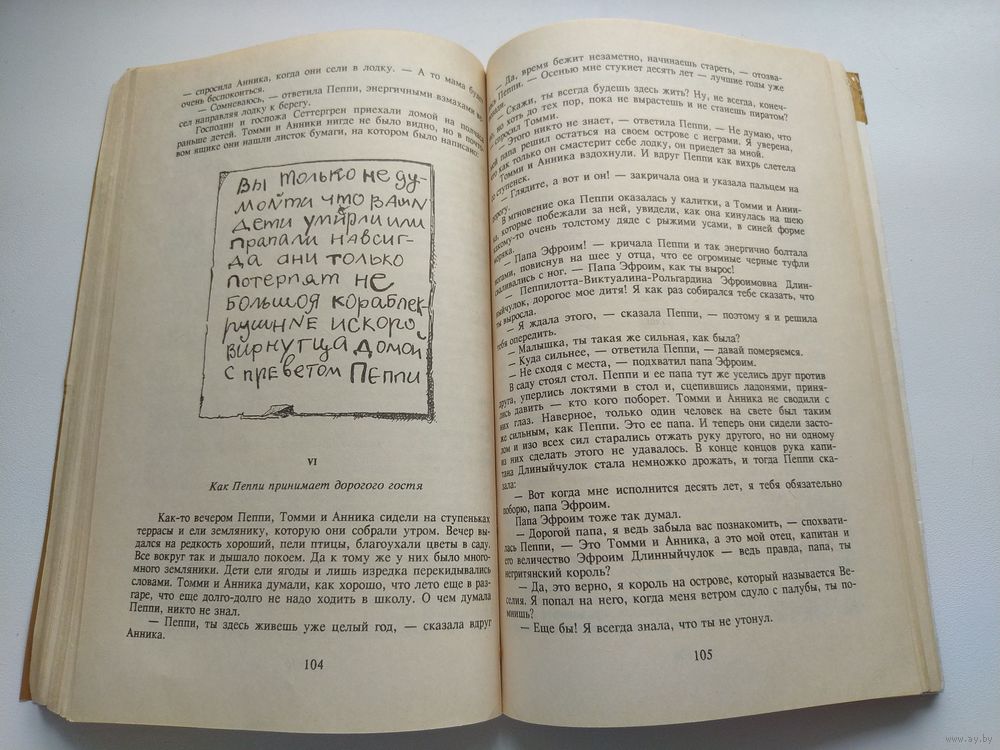 — спросила Анника, когда они сели в лодку. — А то мама будет
очень беспокоиться.
— Сомневаюсь, — ответила Пеппи, энергичными взмахами
сел направляя лодку к берегу.
Господин и госпожа Сеттергрен приехали домой на полчаса
раньше детей. Томми и Анники нигде не было видно, но в почто-
вом ящике они нашли листок бумаги, на котором было написано:
ВЫ ТОЛЬКО НЕ ДУ-
МОЙТИ ЧТО ВАШИ
ДЕТИ УМИРЛИ ИЛИ
ПРАПАЛИ НАВСИГ-
ДА АНИ ТОЛЬКО
ПОТЕРПЯТ НЕ
БОЛЬШОЯ КОРАБЛЕК
РУШИНЕ И СКОРО
ВИРНУТЦА ДОМОЙ
С ПРЕВЕТОМ ПЕППИ
VI
Как Пеппи принимает дорогого гостя
Как-то вечером Пеппи, Томми и Анника сидели на ступеньках
террасы и ели землянику, которую они собрали утром. Вечер вы-
дался на редкость хороший, пели птицы, благоухали цветы в саду.
Все вокруг так и дышало покоем. Да к тому же у них было много-
много земляники. Дети ели ягоды и лишь изредка перекидывались
словами. Томми и Анника думали, как хорошо, что лето еще в раз-
гаре, что еще долго-долго не надо ходить в школу. О чем думала
Пеппи, никто не знал.
— Пеппи, ты здесь живешь уже целый год, — сказала вдруг
Анника.
104
— Да, время бежит незаметно, начинаешь стареть, — отозва-
Пеппи. — Осенью мне стукнет десять лет — лучшие годы уже
— Скажи, ты всегда будешь здесь жить? Ну, не всегда, конеч-
но, но хоть до тех пор, пока не вырастешь и не станешь пиратом?
спросил Томми.
— Этого никто не знает, — ответила Пеппи. — Не думаю, что
мой папа решил остаться на своем острове с неграми. Я уверена,
что как только он смастерит себе лодку, он приедет за мной.
Томми и Анника вздохнули. И вдруг Пеппи как вихрь слетела
со ступенек.
— Глядите, а вот и он! — закричала она и указала пальцем на
дорогу.
В мгновение ока Пеппи оказалась у калитки, а Томми и Анни-
ка, которые побежали за ней, увидели, как она кинулась на шею
какому-то очень толстому дяде с рыжими усами, в синей форме
моряка.
— Папа Эфроим! — кричала Пеппи и так энергично болтала
ногами, повиснув на шее у отца, что ее огромные черные туфли
сваливались с ног. — Папа Эфроим, как ты вырос!
— Пеппилотта-Виктуалина-Рольгардина Эфроимовна Длин-
ныйчулок, дорогое мое дитя! Я как раз собирался тебе сказать, что
ты выросла.
— Я ждала этого, — сказала Пеппи, — поэтому я и решила
тебя опередить.
— Малышка, ты такая же сильная, как была?
— Куда сильнее, — ответила Пеппи, — давай померяемся.
— Не сходя с места, — подхватил папа Эфроим.
В саду стоял стол. Пеппи и ее папа тут же уселись друг против
друга, уперлись локтями в стол и, сцепившись ладонями, приня-
лись давить — кто кого поборет. Томми и Анника не сводили с
них глаз. Наверное, только один человек на свете был таким
же сильным, как Пеппи. Это ее папа. И теперь они сидели за сто-
лом и изо всех сил старались отжать руку другого, но ни одному
из них сделать этого не удавалось. В конце концов рука капи-
тана Длинныйчулок стала немножко дрожать, и тогда Пеппи ска-
зала:
— Вот когда мне исполнится десять лет, я тебя обязательно
поборю, папа Эфроим.
Папа Эфроим тоже так думал.
— Дорогой папа, я ведь забыла вас познакомить, — спохвати-
лась Пеппи, — Это Томми и Анника, а это мой отец, капитан и
его величество Эфроим Длинныйчулок — ведь правда, папа, ты
негритянский король?
— Да, это верно, я король на острове, который называется Ве-
селия. Я попал на него, когда меня ветром сдуло с палубы, ты по-
мнишь?
— Еще бы! Я всегда знала, что ты не утонул.
105
www.ay.by